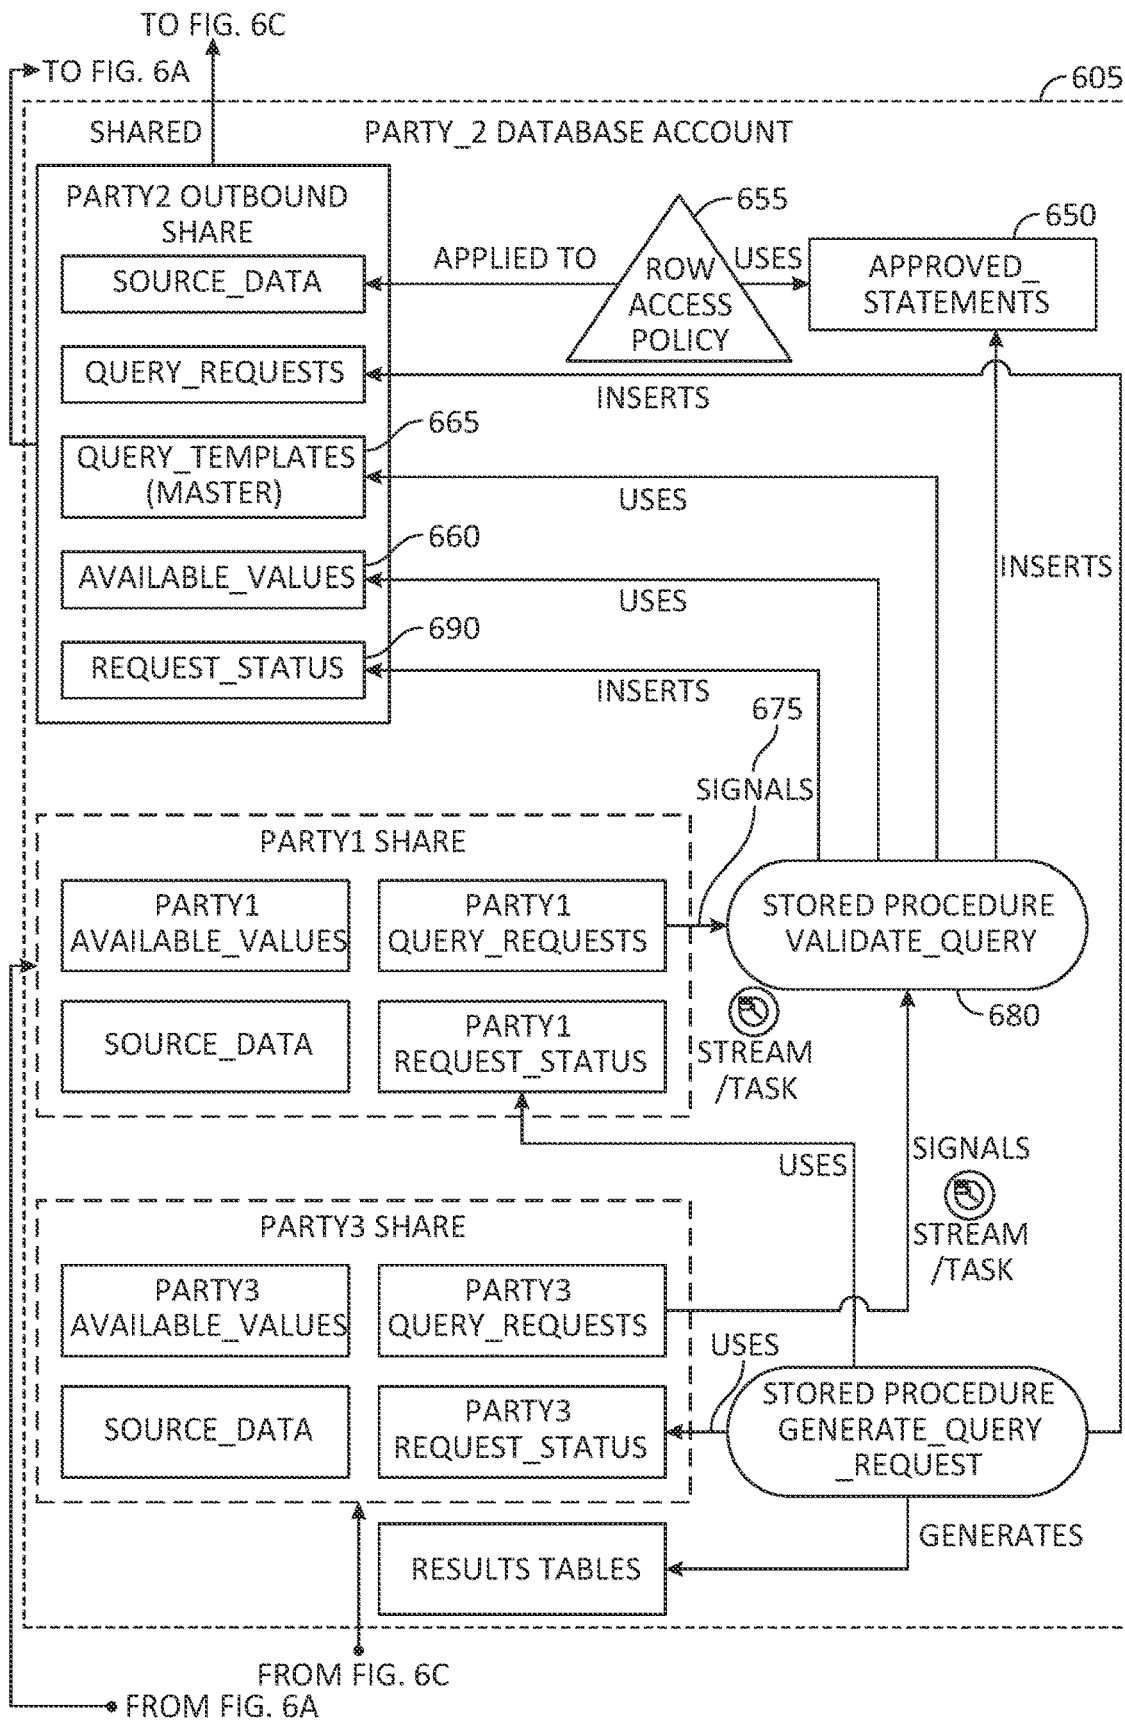 TO FIG. 6C
TO FIG. 6A
605
SHARED
PARTY_2 DATABASE ACCOUNT
PARTY2 OUTBOUND
SHARE
SOURCE_DATA
QUERY_REQUESTS
665
QUERY_TEMPLATES
(MASTER)
660
AVAILABLE_VALUES
690
REQUEST_STATUS
APPLIED TO
655
ROW
ACCESS
POLICY
USES
650
APPROVED_
STATEMENTS
INSERTS
USES
USES
INSERTS
INSERTS
675
SIGNALS
PARTY1 SHARE
PARTY1
AVAILABLE_VALUES
PARTY1
QUERY_REQUESTS
SOURCE_DATA
PARTY1
REQUEST_STATUS
STORED PROCEDURE
VALIDATE_QUERY
680
STREAM
/TASK
USES
SIGNALS
STREAM
/TASK
PARTY3 SHARE
PARTY3
AVAILABLE_VALUES
PARTY3
QUERY_REQUESTS
SOURCE_DATA
PARTY3
REQUEST_STATUS
USES
STORED PROCEDURE
GENERATE_QUERY
_REQUEST
GENERATES
RESULTS TABLES
FROM FIG. 6C
FROM FIG. 6A